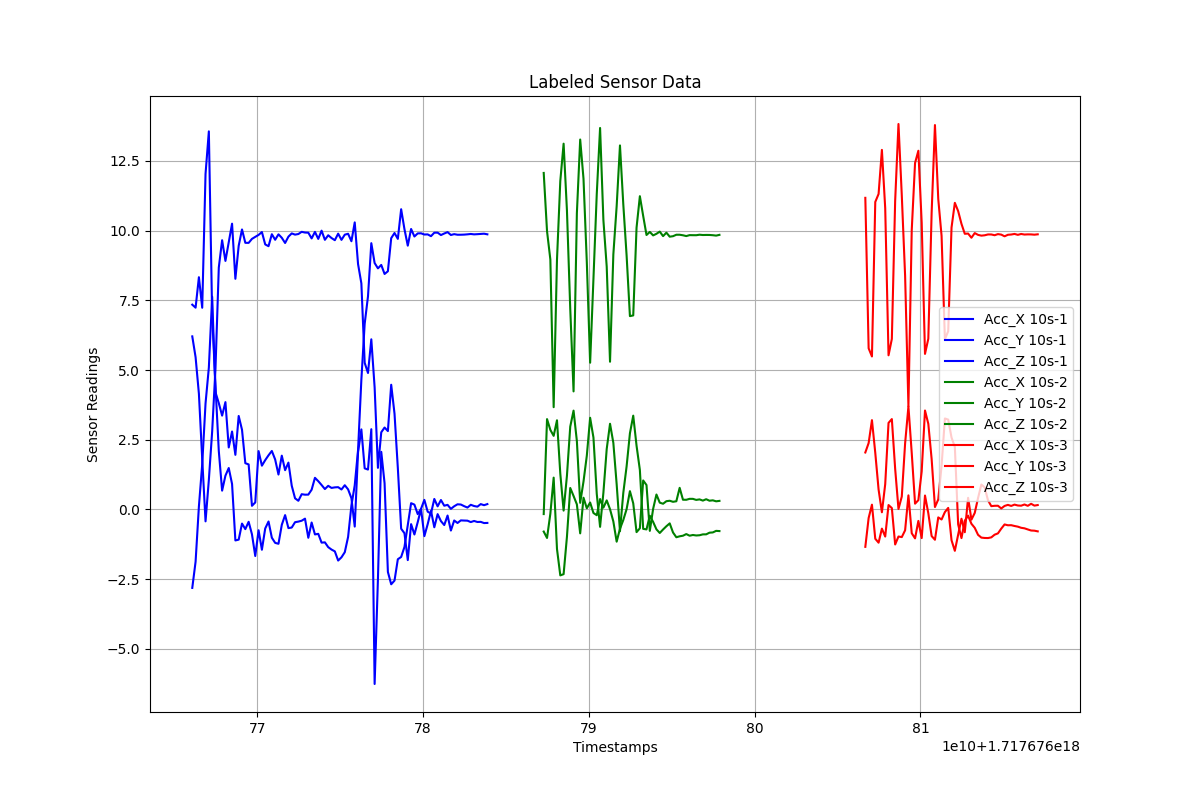 Labeled Sensor Data
Sensor Readings
12.5
10.0
7.5
5.0
2.5
0.0
−2.5
−5.0
Acc_X 10s-1
Acc_Y 10s-1
Acc_Z 10s-1
Acc_X 10s-2
Acc_Y 10s-2
Acc_Z 10s-2
Acc_X 10s-3
Acc_Y 10s-3
Acc_Z 10s-3
77 78 79 80 81
Timestamps
1e10+1.717676e18